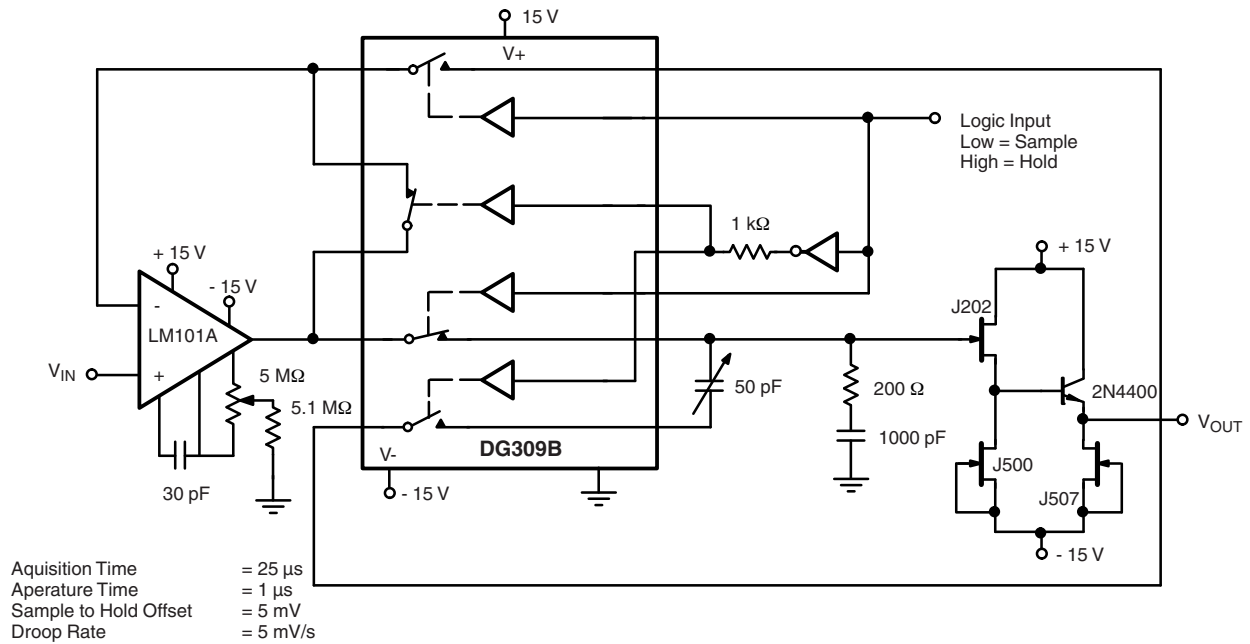 15 V
V+
Logic Input
Low = Sample
High = Hold
1 kΩ
+ 15 V
+ 15 V
- 15 V
J202
-
LM101A
VIN
+
5 MΩ
5.1 MΩ
50 pF
200 Ω
2N4400
VOUT
1000 pF
DG309B
V-
J500
J507
30 pF
- 15 V
- 15 V
Aquisition Time = 25 µs
Aperature Time = 1 µs
Sample to Hold Offset = 5 mV
Droop Rate = 5 mV/s